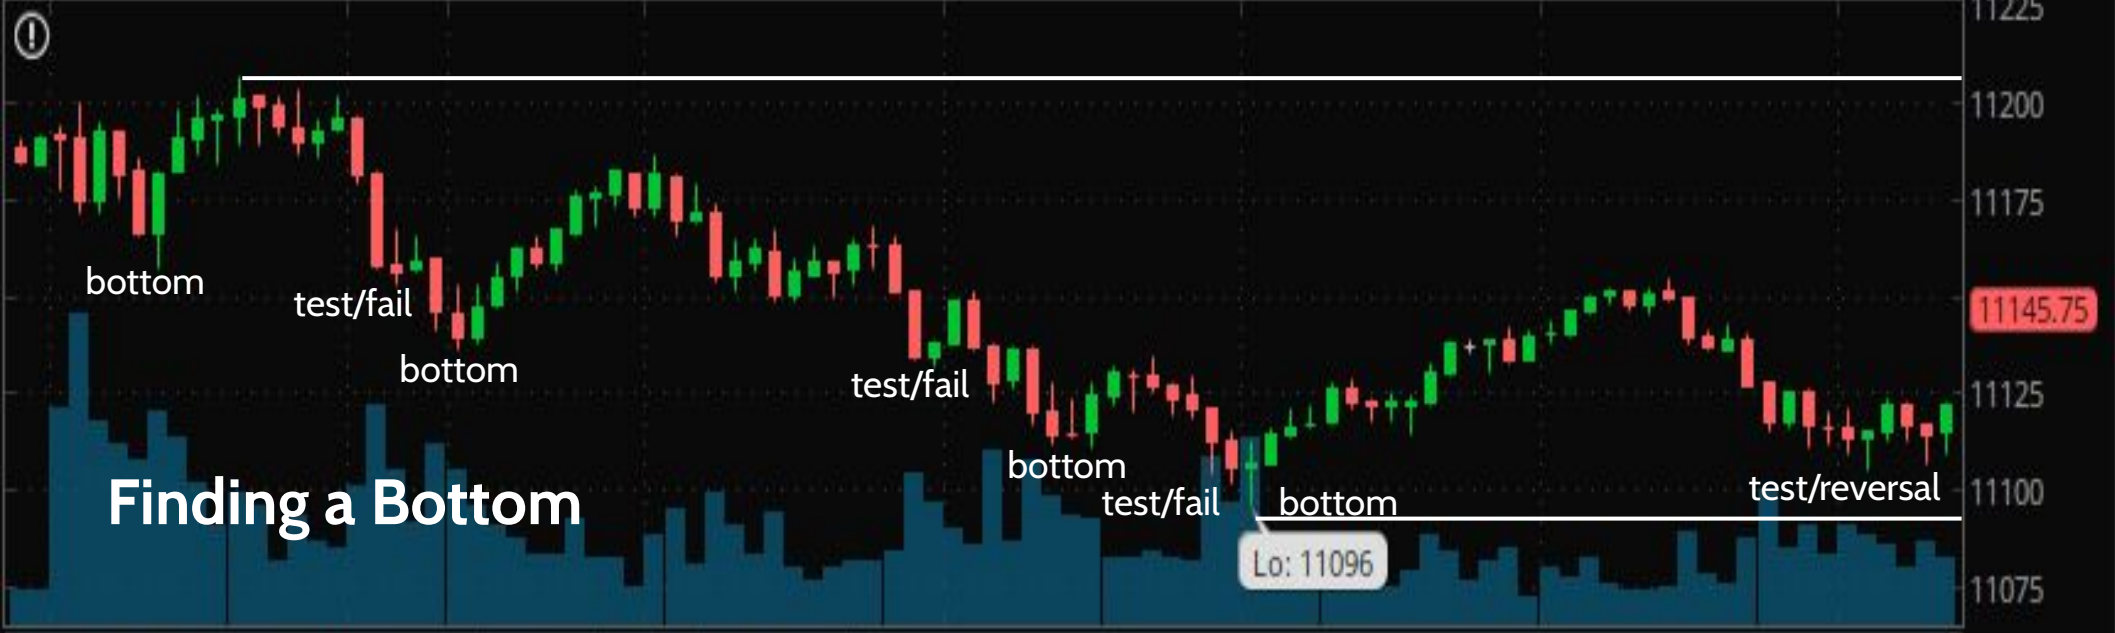 11225
11200
11175
bottom
test/fail
11145.75
bottom
test/fail
11125
bottom
test/fail
bottom
test/reversal
11100
Finding a Bottom
Lo: 11096
11075